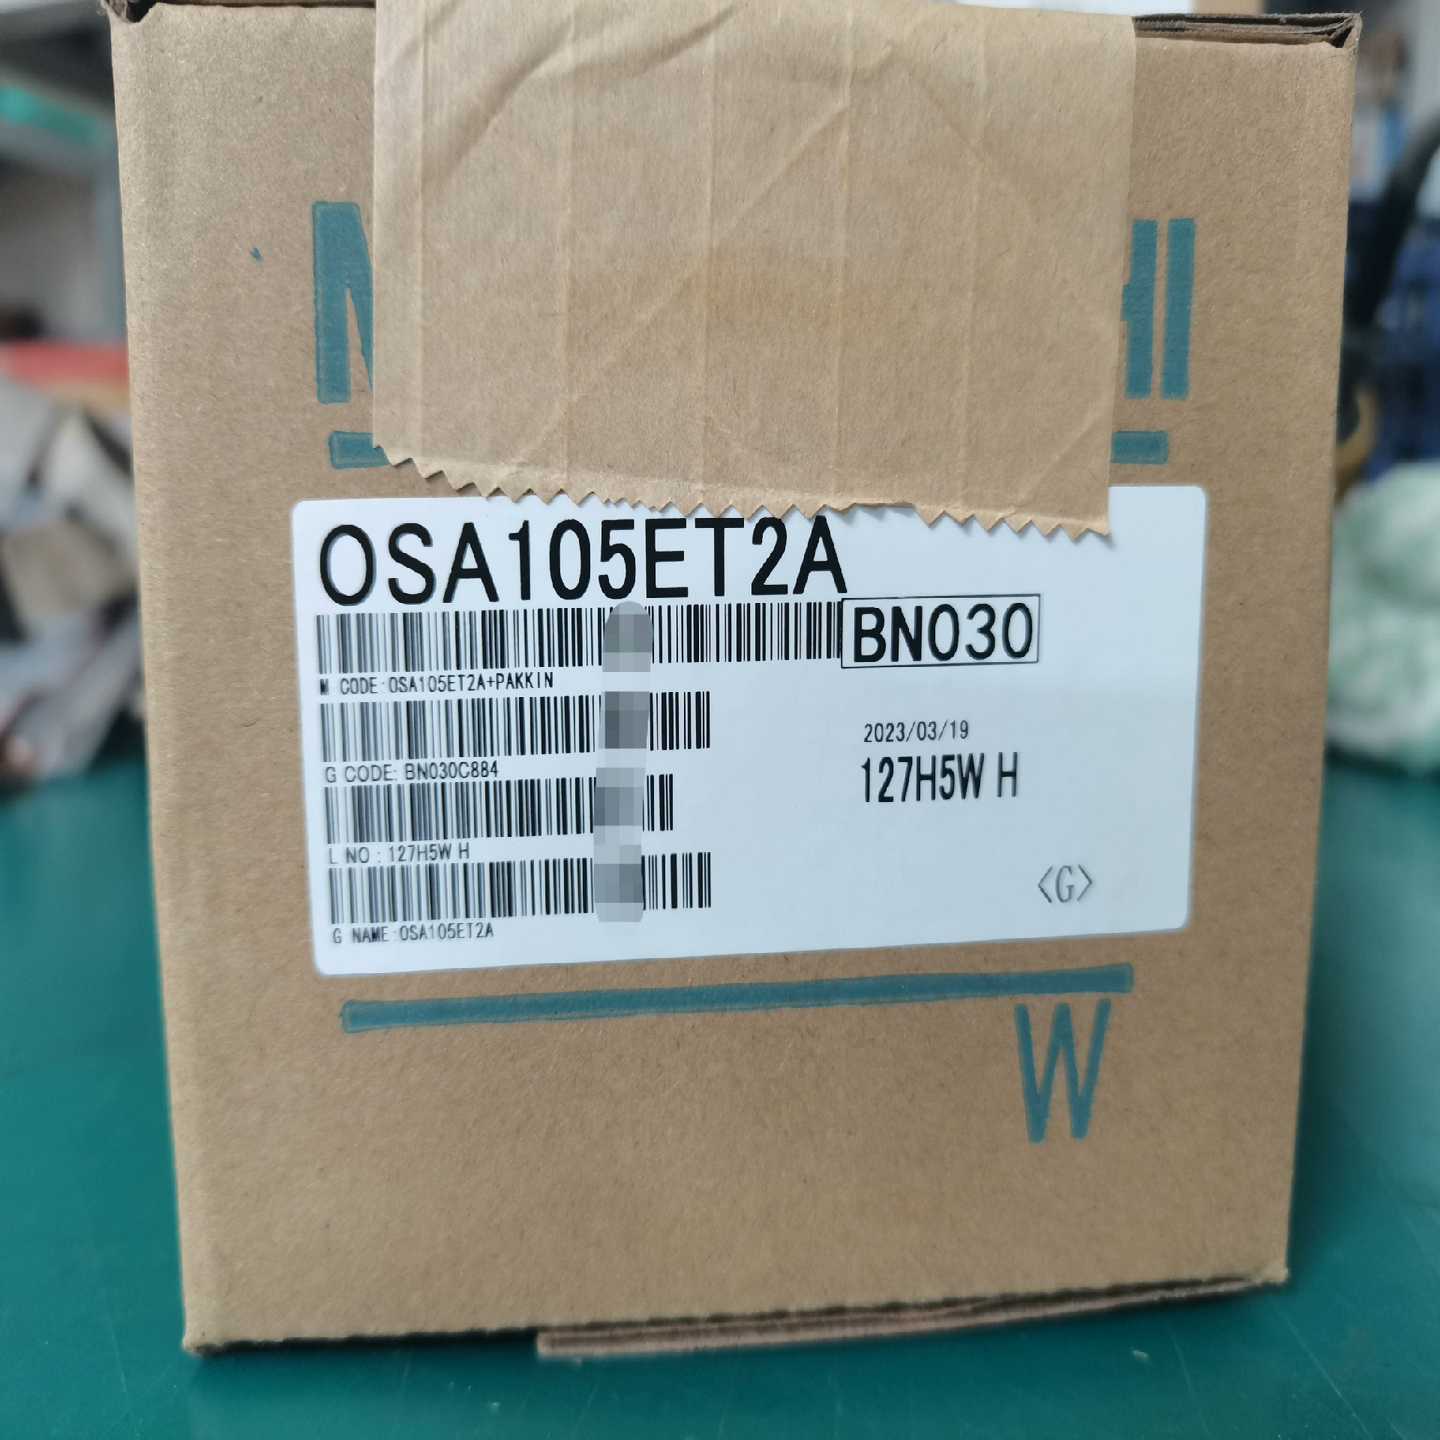 OSA105ET2A
BN030
M CODE:OSA105ET2A+PAKKIN
2023/03/19
G CODE: BN030C884
127H5W H
L NO : 127H5W H
<G>
G NAME:OSA105ET2A
W